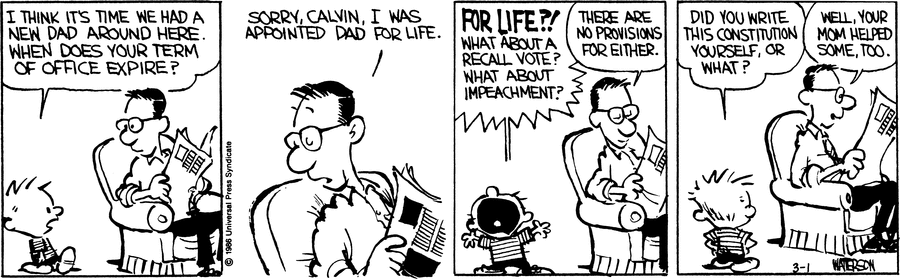 I THINK IT'S TIME WE HAD A
NEW DAD AROUND HERE.
WHEN DOES YOUR TERM
OF OFFICE EXPIRE?
SORRY, CALVIN, I WAS
APPOINTED DAD FOR LIFE.
© 1986 Universal Press Syndicate
FOR LIFE?!
WHAT ABOUT A
RECALL VOTE?
WHAT ABOUT
IMPEACHMENT?
THERE ARE
NO PROVISIONS
FOR EITHER.
DID YOU WRITE
THIS CONSTITUTION
YOURSELF, OR
WHAT?
WELL, YOUR
MOM HELPED
SOME, TOO.
3-1
WATTERSON